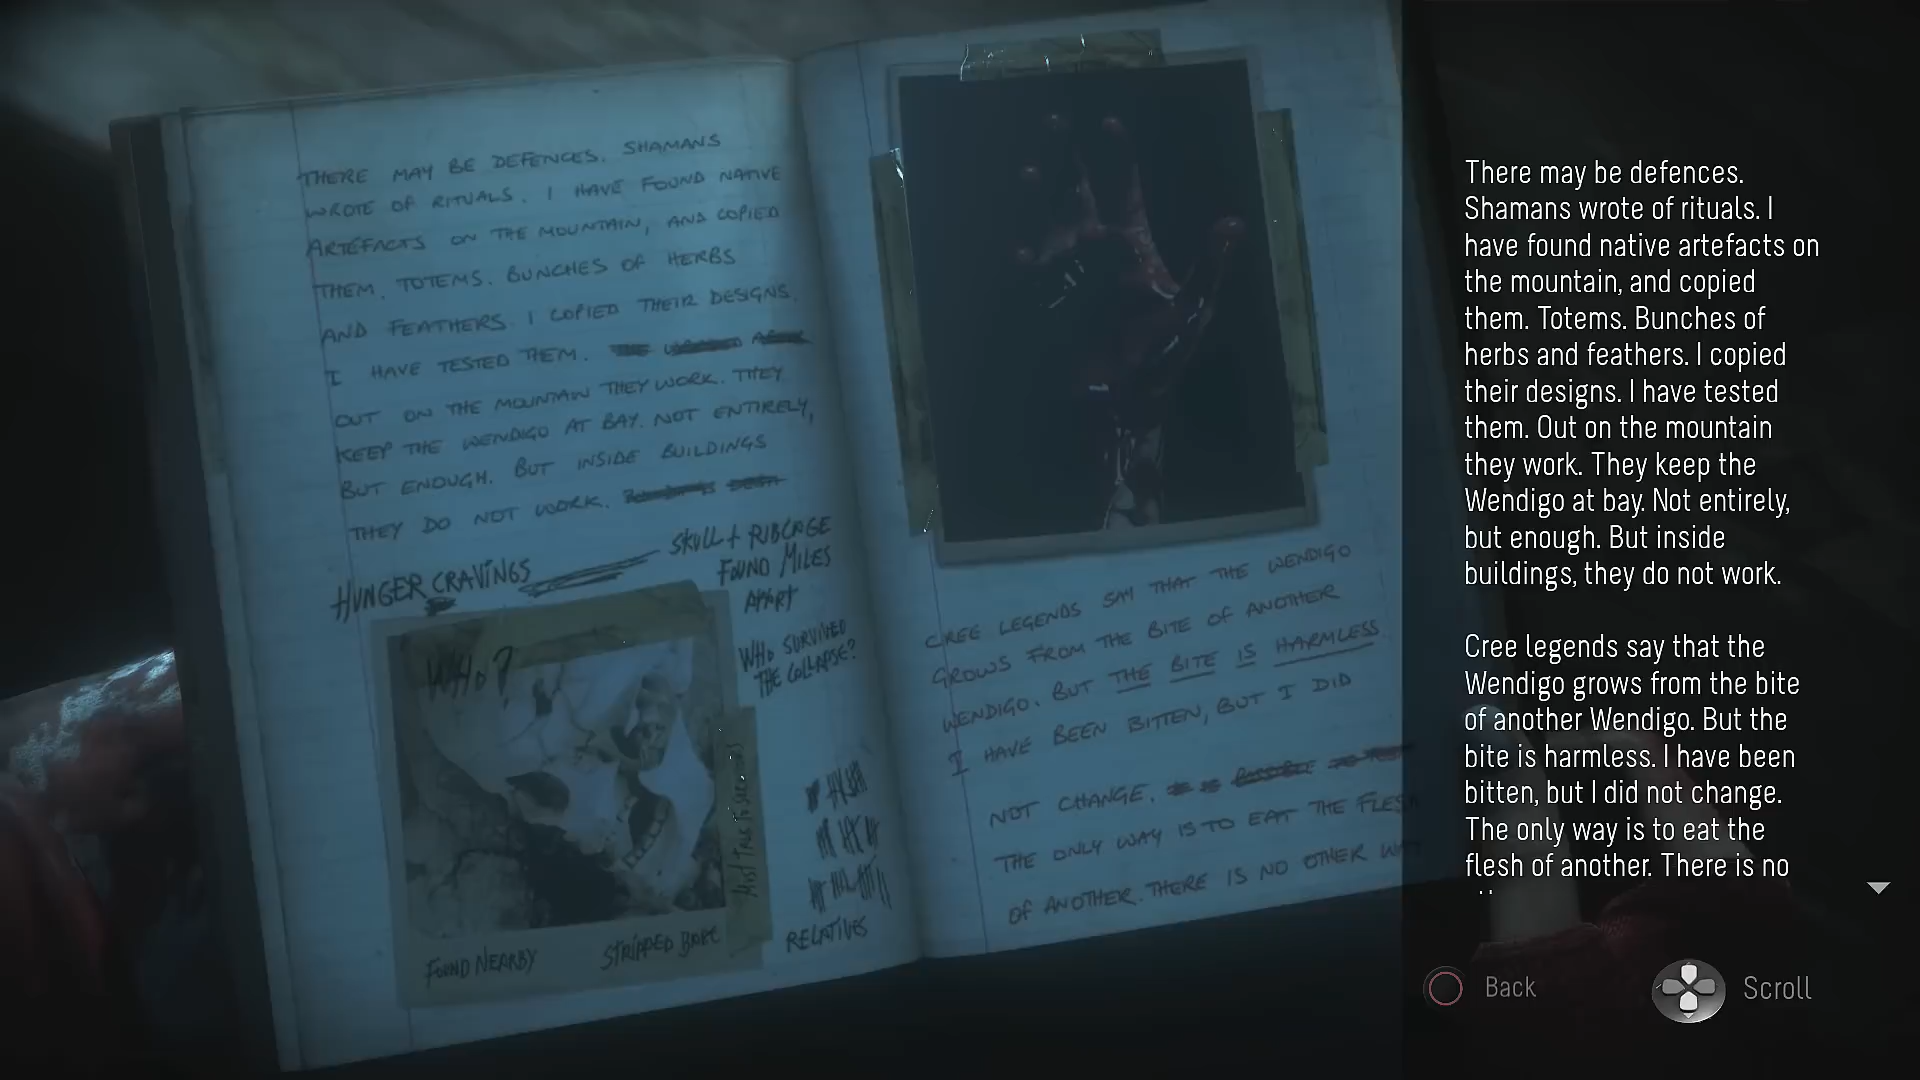 THERE MAY BE DEFENCES. SHAMANS
WROTE OF RITUALS. I HAVE FOUND NATIVE
ARTEFACTS ON THE MOUNTAIN, AND COPIED
THEM. TOTEMS. BUNCHES OF HERBS
AND FEATHERS. I COPIED THEIR DESIGNS.
I HAVE TESTED THEM.
OUT ON THE MOUNTAIN THEY WORK. THEY
KEEP THE WENDIGO AT BAY. NOT ENTIRELY,
BUT ENOUGH. BUT INSIDE BUILDINGS
THEY DO NOT WORK.
HUNGER CRAVINGS
SKULL + RIBCAGE
FOUND MILES
APART
WHO?
WHO SURVIVED
THE COLLAPSE?
FOUND NEARBY
STRIPPED BARE
RELATIVES
CREE LEGENDS SAY THAT THE WENDIGO
GROWS FROM THE BITE OF ANOTHER
WENDIGO. BUT THE BITE IS HARMLESS.
I HAVE BEEN BITTEN, BUT I DID
NOT CHANGE.
THE ONLY WAY IS TO EAT THE FLESH
OF ANOTHER. THERE IS NO OTHER
There may be defences.
Shamans wrote of rituals. I
have found native artefacts on
the mountain, and copied
them. Totems. Bunches of
herbs and feathers. I copied
their designs. I have tested
them. Out on the mountain
they work. They keep the
Wendigo at bay. Not entirely,
but enough. But inside
buildings, they do not work.
Cree legends say that the
Wendigo grows from the bite
of another Wendigo. But the
bite is harmless. I have been
bitten, but I did not change.
The only way is to eat the
flesh of another. There is no
Back
Scroll